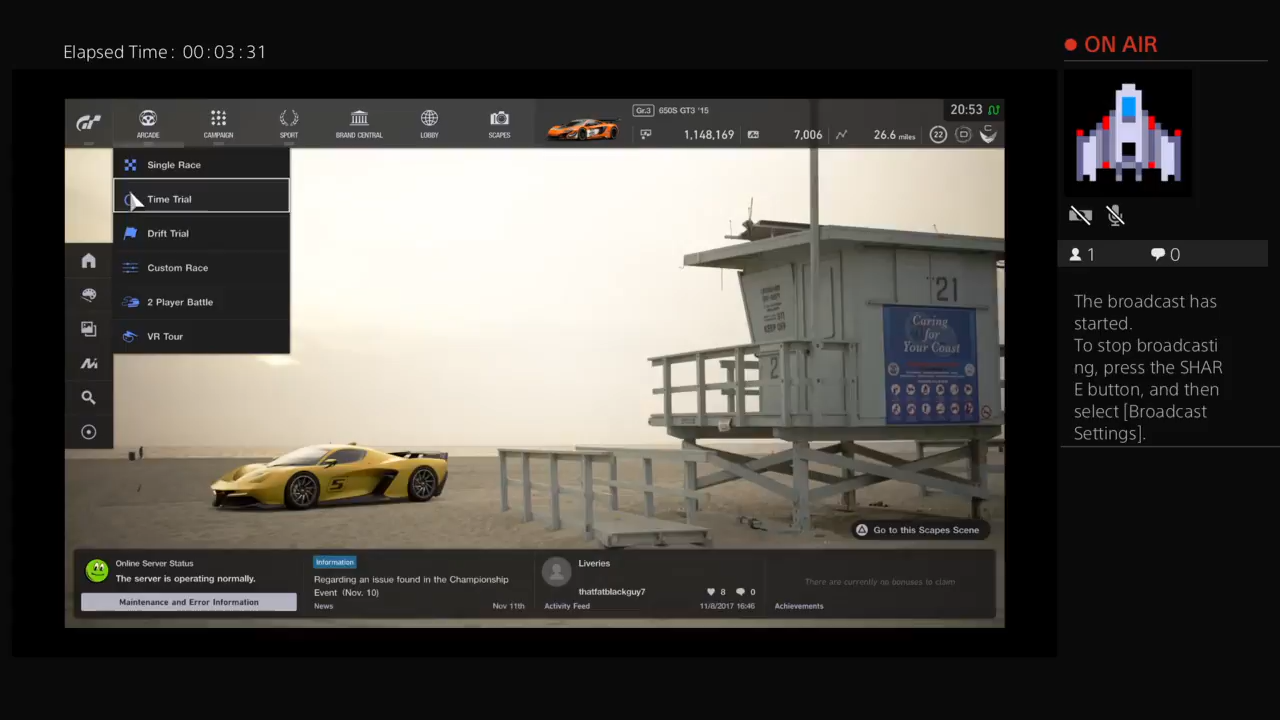 Elapsed Time: 00:03:31
ON AIR
Gr.3 650S GT3 '15
20:53
ARCADE
CAMPAIGN
SPORT
BRAND CENTRAL
LOBBY
SCAPES
1,148,169
7,006
26.6 miles
22
D
C
Single Race
Time Trial
Drift Trial
Custom Race
2 Player Battle
VR Tour
1
0
The broadcast has
started.
To stop broadcasti
ng, press the SHAR
E button, and then
select [Broadcast
Settings].
21
Caring
for
Your Coast
2
KEEP OFF
5
Go to this Scapes Scene
Online Server Status
The server is operating normally.
Maintenance and Error Information
Information
Regarding an issue found in the Championship
Event (Nov. 10)
News
Nov 11th
Liveries
thatfatblackguy7
8
0
Activity Feed
11/8/2017 16:46
There are currently no bonuses to claim
Achievements